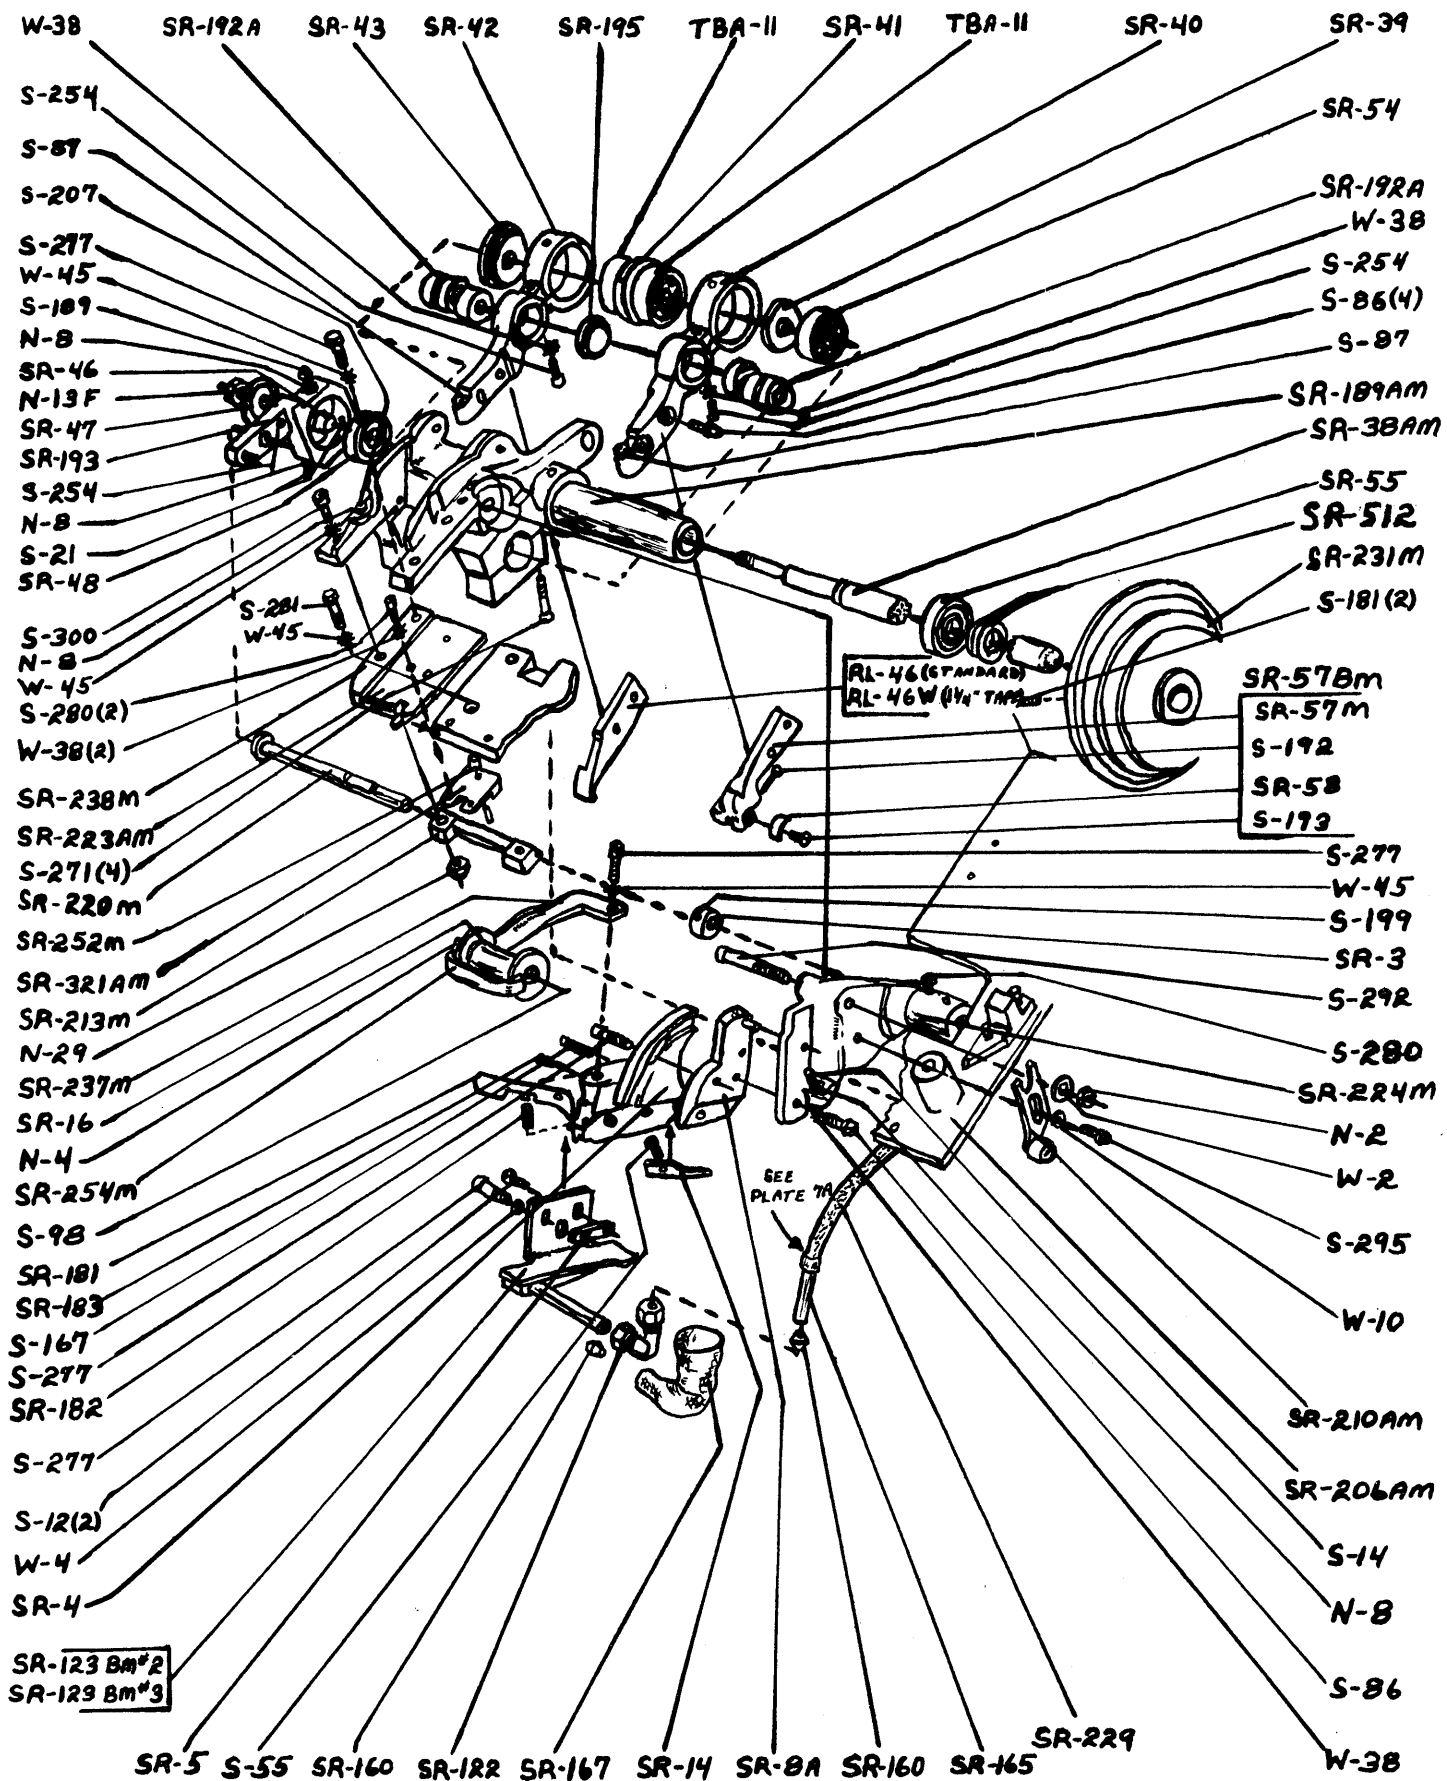 W-38 SR-192A SR-43 SR-42 SR-195 TBA-11 SR-41 TBA-11 SR-40 SR-39
S-254
S-87
S-207
S-277
W-45
S-189
N-8
SR-46
N-13F
SR-47
SR-193
S-254
N-8
S-21
SR-48
S-300
N-8
W-45
S-280(2)
W-38(2)
SR-238M
SR-223AM
S-271(4)
SR-220M
SR-252M
SR-321AM
SR-213M
N-29
SR-237M
SR-16
N-4
SR-254M
S-98
SR-181
SR-183
S-167
S-277
SR-182
S-277
S-12(2)
W-4
SR-4
SR-123 BM#2
SR-123 BM#3
S-281
W-45
RL-46 (STANDARD)
RL-46W (1 1/4" TAPE)
SEE
PLATE 7A
SR-54
SR-192A
W-38
S-254
S-86(4)
S-87
SR-189AM
SR-38AM
SR-55
SR-512
SR-231M
S-181(2)
SR-57BM
SR-57M
S-192
SR-58
S-193
S-277
W-45
S-199
SR-3
S-292
S-280
SR-224M
N-2
W-2
S-295
W-10
SR-210AM
SR-206AM
S-14
N-8
S-86
W-38
SR-5 S-55 SR-160 SR-122 SR-167 SR-14 SR-8A SR-160 SR-165 SR-229